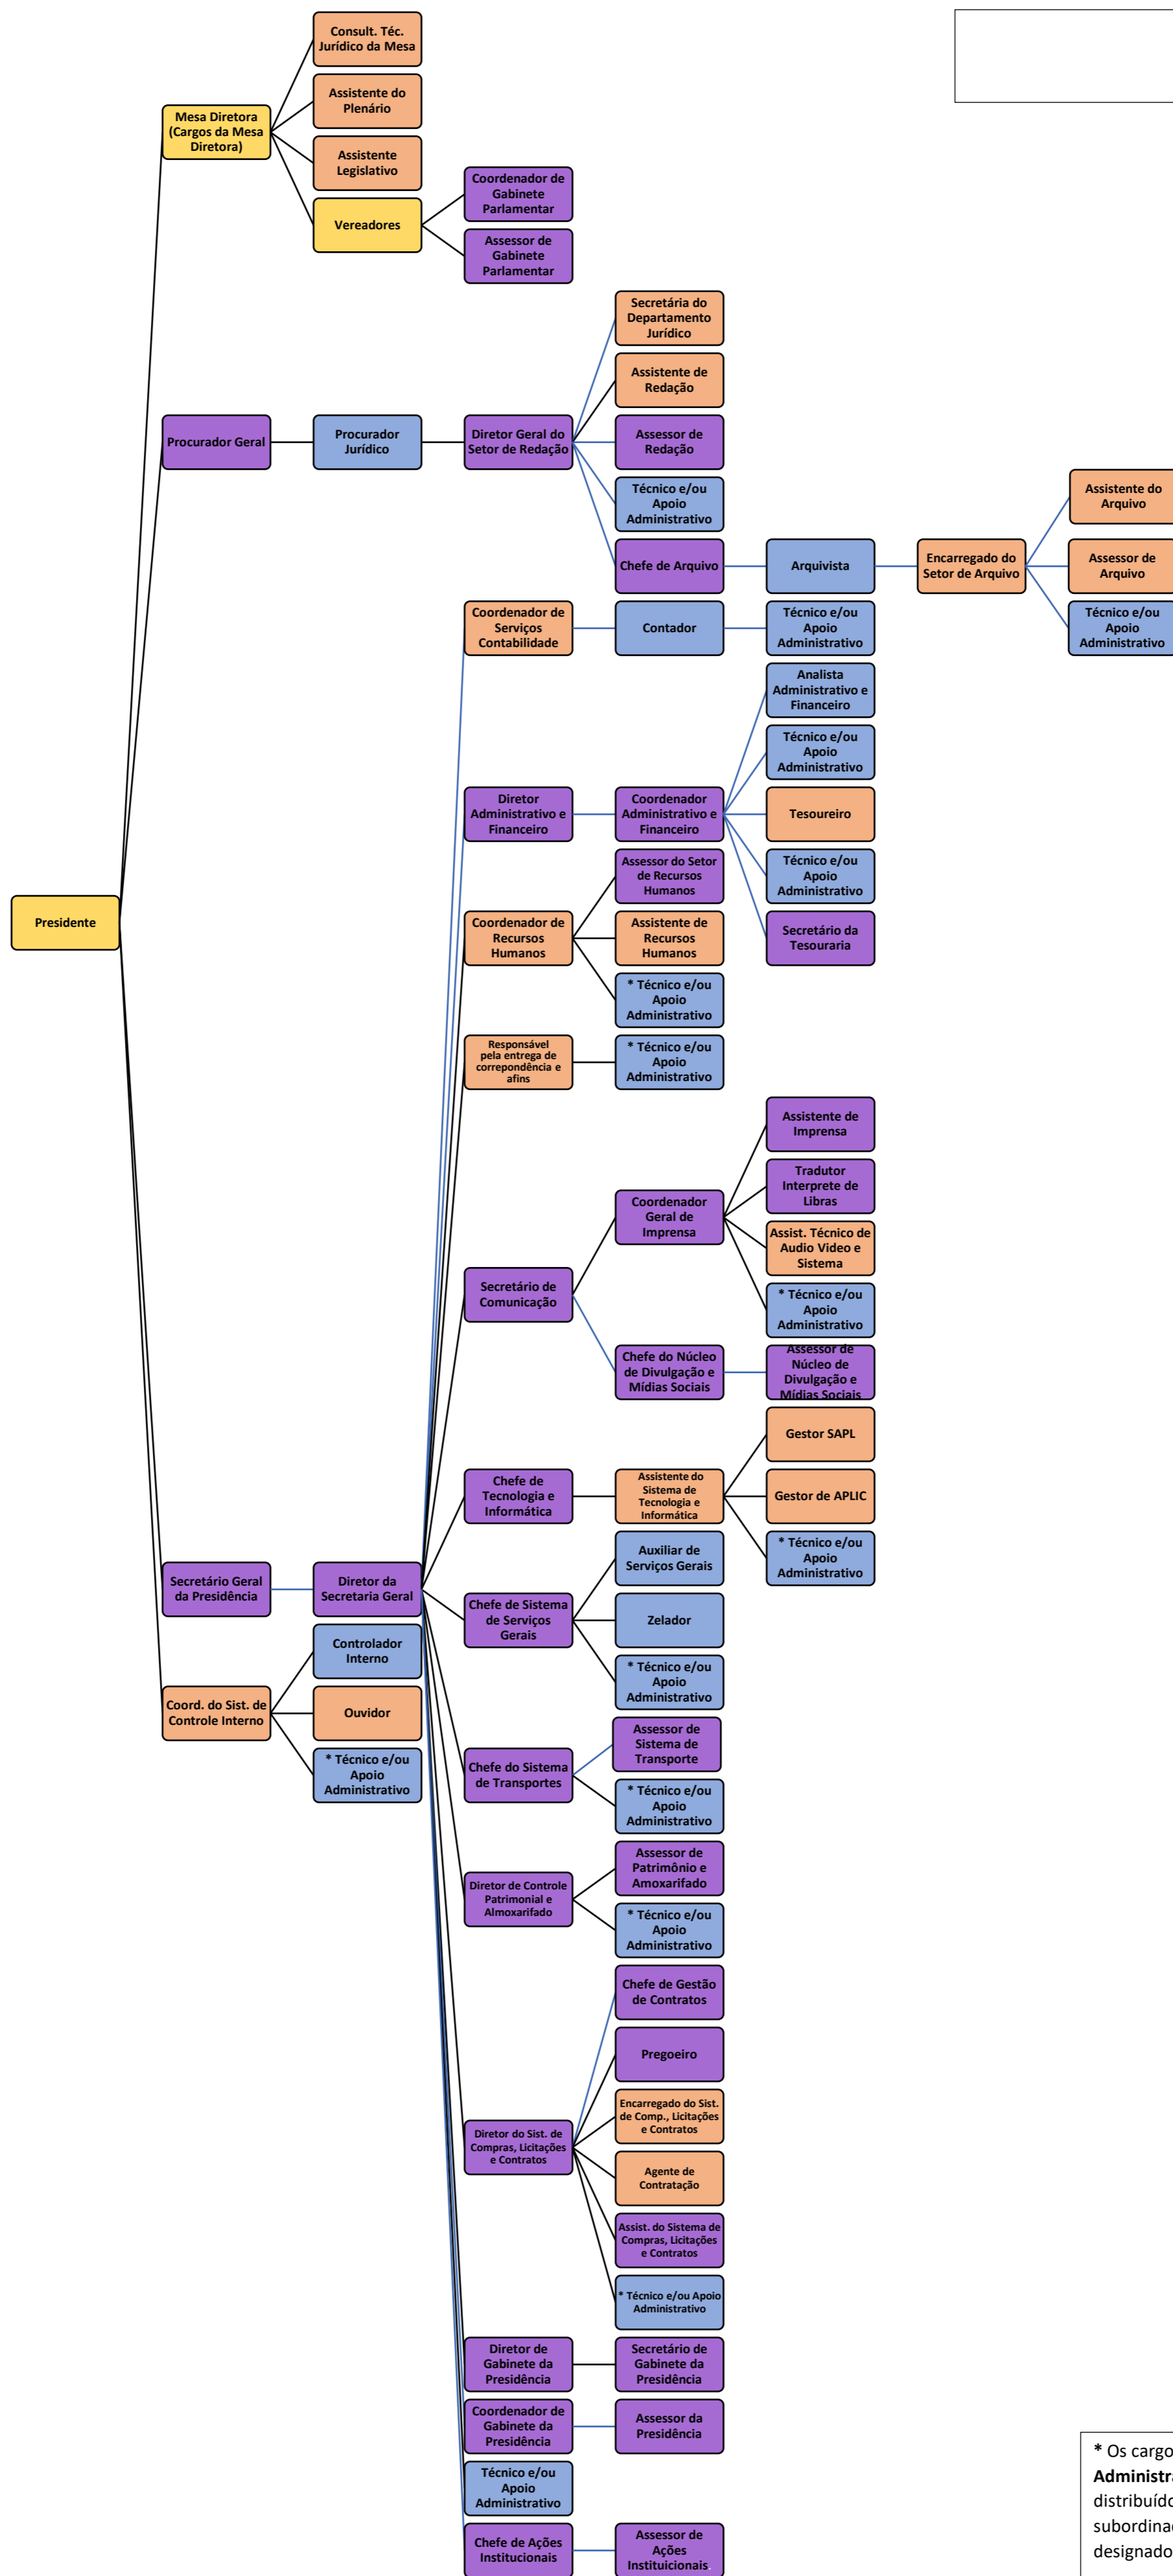 Consult. Téc.
Jurídico da Mesa
Assistente do
Plenário
Mesa Diretora
(Cargos da Mesa
Diretora)
Assistente
Legislativo
Vereadores
Coordenador de
Gabinete
Parlamentar
Assessor de
Gabinete
Parlamentar
Secretária do
Departamento
Jurídico
Assistente de
Redação
Procurador Geral
Procurador
Jurídico
Diretor Geral do
Setor de Redação
Assessor de
Redação
Técnico e/ou
Apoio
Administrativo
Chefe de Arquivo
Arquivista
Encarregado do
Setor de Arquivo
Assistente do
Arquivo
Assessor de
Arquivo
Técnico e/ou
Apoio
Administrativo
Coordenador de
Serviços
Contabilidade
Contador
Técnico e/ou
Apoio
Administrativo
Analista
Administrativo e
Financeiro
Técnico e/ou
Apoio
Administrativo
Diretor
Administrativo e
Financeiro
Coordenador
Administrativo e
Financeiro
Tesoureiro
Técnico e/ou
Apoio
Administrativo
Secretário da
Tesouraria
Presidente
Assessor do Setor
de Recursos
Humanos
Coordenador de
Recursos
Humanos
Assistente de
Recursos
Humanos
* Técnico e/ou
Apoio
Administrativo
Responsável
pela entrega de
correpondência e
afins
* Técnico e/ou
Apoio
Administrativo
Assistente de
Imprensa
Tradutor
Interprete de
Libras
Coordenador
Geral de
Imprensa
Assist. Técnico de
Audio Video e
Sistema
* Técnico e/ou
Apoio
Administrativo
Secretário de
Comunicação
Chefe do Núcleo
de Divulgação e
Mídias Sociais
Assessor de
Núcleo de
Divulgação e
Mídias Sociais
Gestor SAPL
Chefe de
Tecnologia e
Informática
Assistente do
Sistema de
Tecnologia e
Informática
Gestor de APLIC
* Técnico e/ou
Apoio
Administrativo
Secretário Geral
da Presidência
Diretor da
Secretaria Geral
Auxiliar de
Serviços Gerais
Chefe de Sistema
de Serviços
Gerais
Zelador
* Técnico e/ou
Apoio
Administrativo
Controlador
Interno
Coord. do Sist. de
Controle Interno
Ouvidor
* Técnico e/ou
Apoio
Administrativo
Chefe do Sistema
de Transportes
Assessor de
Sistema de
Transporte
* Técnico e/ou
Apoio
Administrativo
Diretor de Controle
Patrimonial e
Almoxarifado
Assessor de
Patrimônio e
Amoxarifado
* Técnico e/ou
Apoio
Administrativo
Chefe de Gestão
de Contratos
Pregoeiro
Diretor do Sist. de
Compras, Licitações
e Contratos
Encarregado do Sist.
de Comp., Licitações
e Contratos
Agente de
Contratação
Assist. do Sistema de
Compras, Licitações
e Contratos
* Técnico e/ou Apoio
Administrativo
Diretor de
Gabinete da
Presidência
Secretário de
Gabinete da
Presidência
Coordenador de
Gabinete da
Presidência
Assessor da
Presidência
Técnico e/ou
Apoio
Administrativo
Chefe de Ações
Institucionais
Assessor de
Ações
Instituicionais
* Os cargo